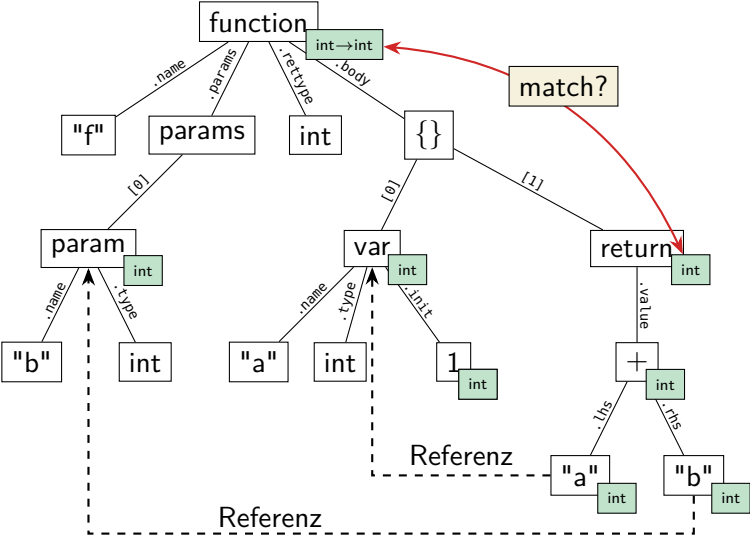 function
int→int
match?
.name
.params
.rettype
.body
"f"
params
int
{}
[0]
[0]
[1]
param
int
var
int
return
int
.name
.type
.name
.type
.init
.value
"b"
int
"a"
int
1
int
+
int
.lhs
.rhs
Referenz
"a"
int
"b"
int
Referenz